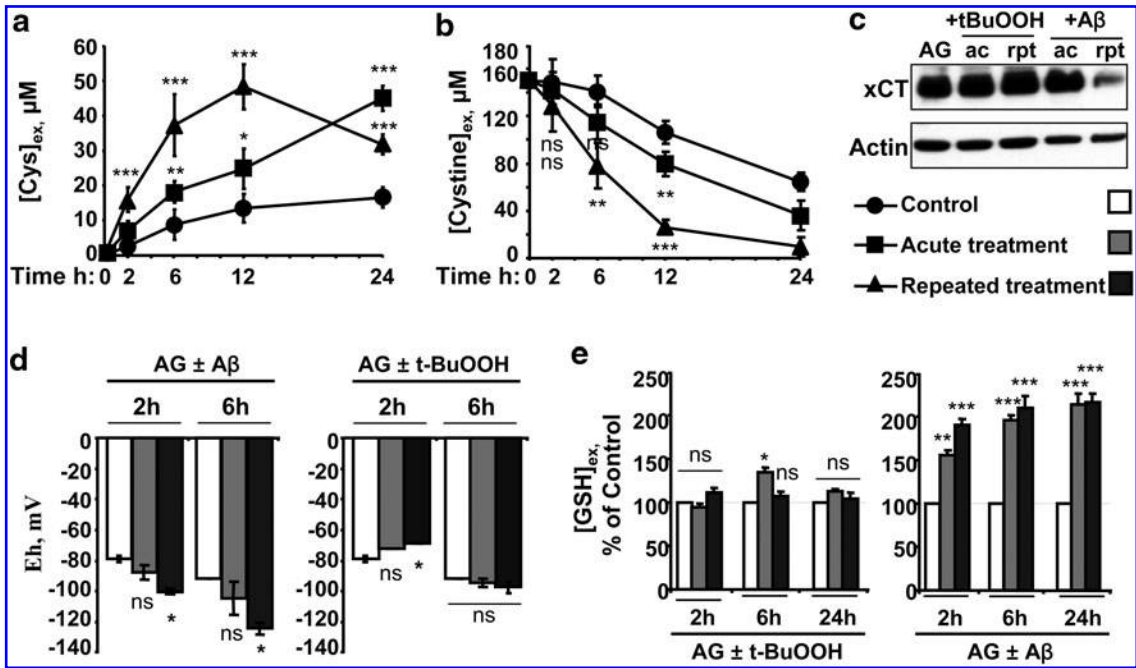 a
[Cys]ex, µM
60
50
40
30
20
10
0
***
***
***
***
***
**
*
Time h: 0 2 6 12 24
b
[Cystine]ex, µM
180
160
120
80
40
0
ns
ns
ns
**
**
***
Time h: 0 2 6 12 24
c
+tBuOOH +Aβ
AG ac rpt ac rpt
xCT
Actin
Control
Acute treatment
Repeated treatment
d
AG ± Aβ
2h 6h
Eh, mV
0
-20
-40
-60
-80
-100
-120
-140
ns
*
ns
*
AG ± t-BuOOH
2h 6h
0
-20
-40
-60
-80
-100
-120
-140
ns *
ns
e
[GSH]ex,
% of Control
250
200
150
100
50
0
ns
*
ns
ns
2h 6h 24h
AG ± t-BuOOH
250
200
150
100
50
0
**
***
***
***
***
***
2h 6h 24h
AG ± Aβ